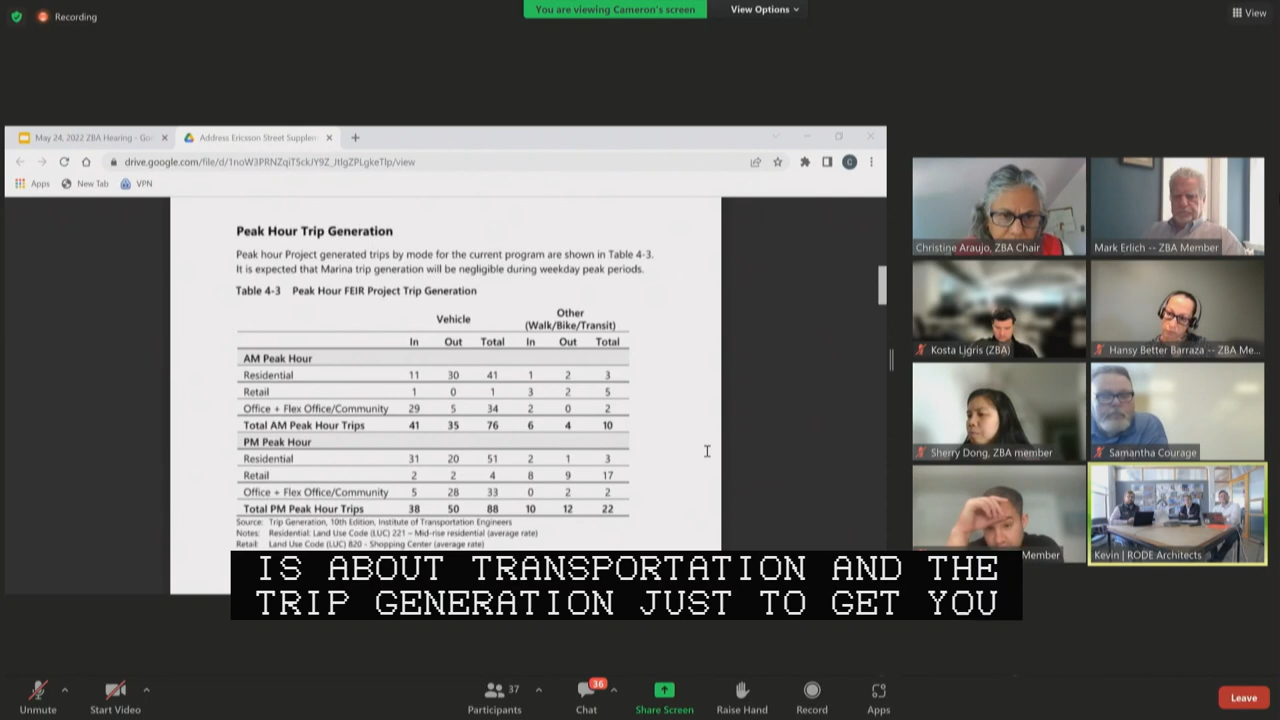 Recording
You are viewing Cameron's screen
View Options
View
May 24, 2022 ZBA Hearing - Go
Address Ericsson Street Supplem
Apps
New Tab
VPN
Peak Hour Trip Generation
Peak hour Project generated trips by mode for the current program are shown in Table 4-3.
It is expected that Marina trip generation will be negligible during weekday peak periods.
Table 4-3 Peak Hour FEIR Project Trip Generation
Vehicle
Other
(Walk/Bike/Transit)
In Out Total In Out Total
AM Peak Hour
Residential 11 30 41 1 2 3
Retail 1 0 1 3 2 5
Office + Flex Office/Community 29 5 34 2 0 2
Total AM Peak Hour Trips 41 35 76 6 4 10
PM Peak Hour
Residential 31 20 51 2 1 3
Retail 2 2 4 8 9 17
Office + Flex Office/Community 5 28 33 0 2 2
Total PM Peak Hour Trips 38 50 88 10 12 22
Source: Trip Generation, 10th Edition, Institute of Transportation Engineers
Notes: Residential: Land Use Code (LUC) 221 – Mid-rise residential (average rate)
Retail: Land Use Code (LUC) 820 - Shopping Center (average rate)
Christine Araujo, ZBA Chair
Mark Erlich -- ZBA Member
Kosta Ligris (ZBA)
Hansy Better Barraza -- ZBA Me...
Sherry Dong, ZBA member
Samantha Courage
Member
Kevin | RODE Architects
IS ABOUT TRANSPORTATION AND THE
TRIP GENERATION JUST TO GET YOU
Unmute
Start Video
37
Participants
36
Chat
Share Screen
Raise Hand
Record
Apps
Leave